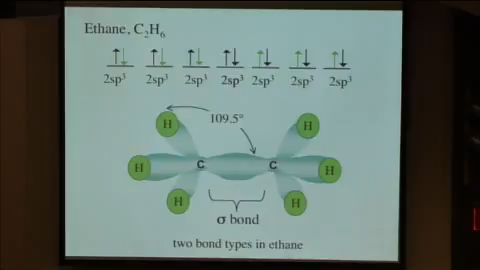 Ethane, C₂H₆
2sp³ 2sp³ 2sp³ 2sp³ 2sp³ 2sp³ 2sp³
H 109.5° H
H C C H
H H
σ bond
two bond types in ethane